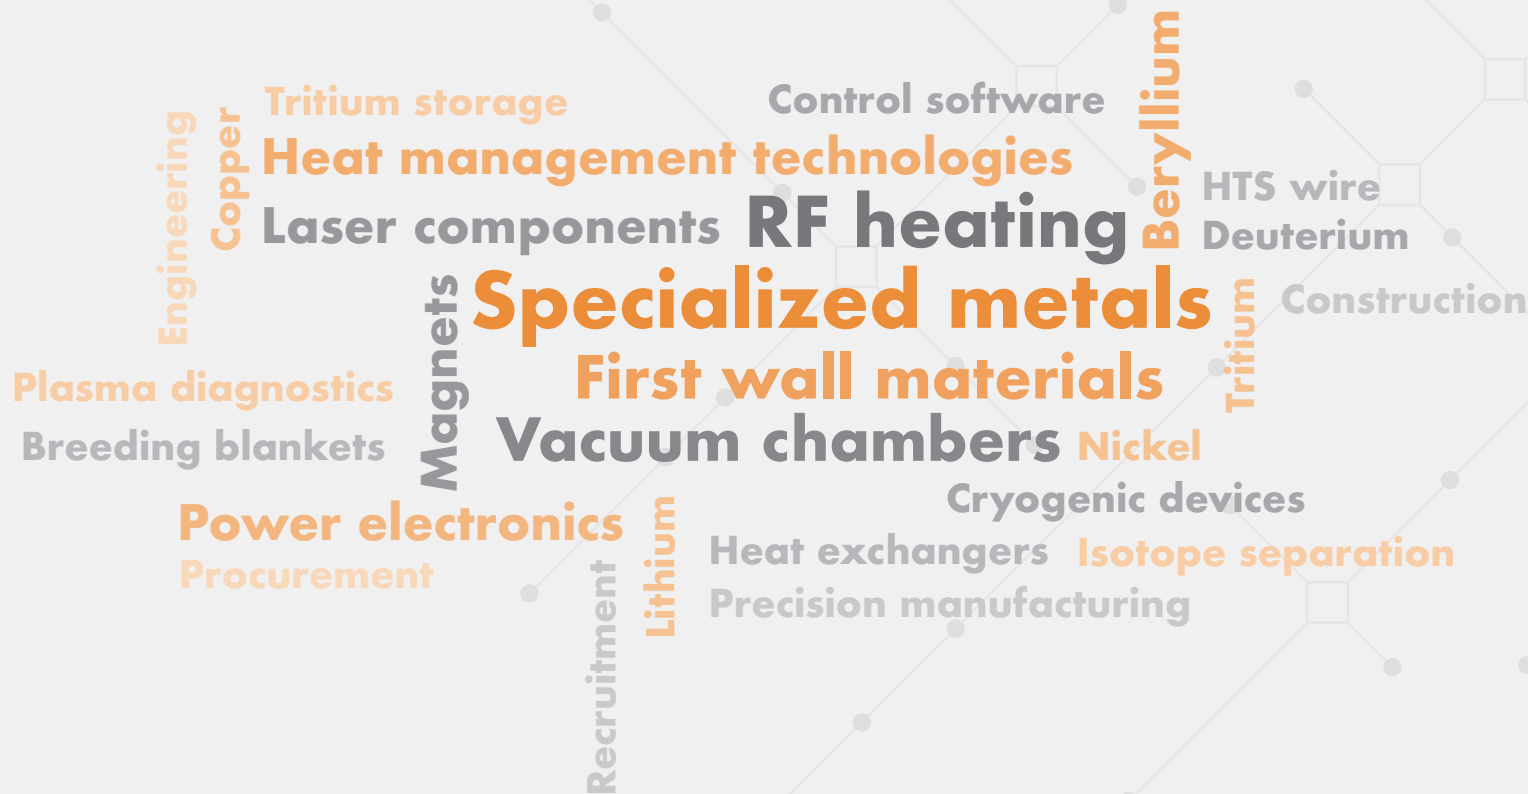 Tritium storage
Control software
Beryllium
Engineering
Copper
Heat management technologies
HTS wire
Laser components
RF heating
Deuterium
Magnets
Specialized metals
Tritium
Construction
First wall materials
Plasma diagnostics
Breeding blankets
Vacuum chambers
Nickel
Cryogenic devices
Power electronics
Lithium
Heat exchangers
Isotope separation
Procurement
Recruitment
Precision manufacturing